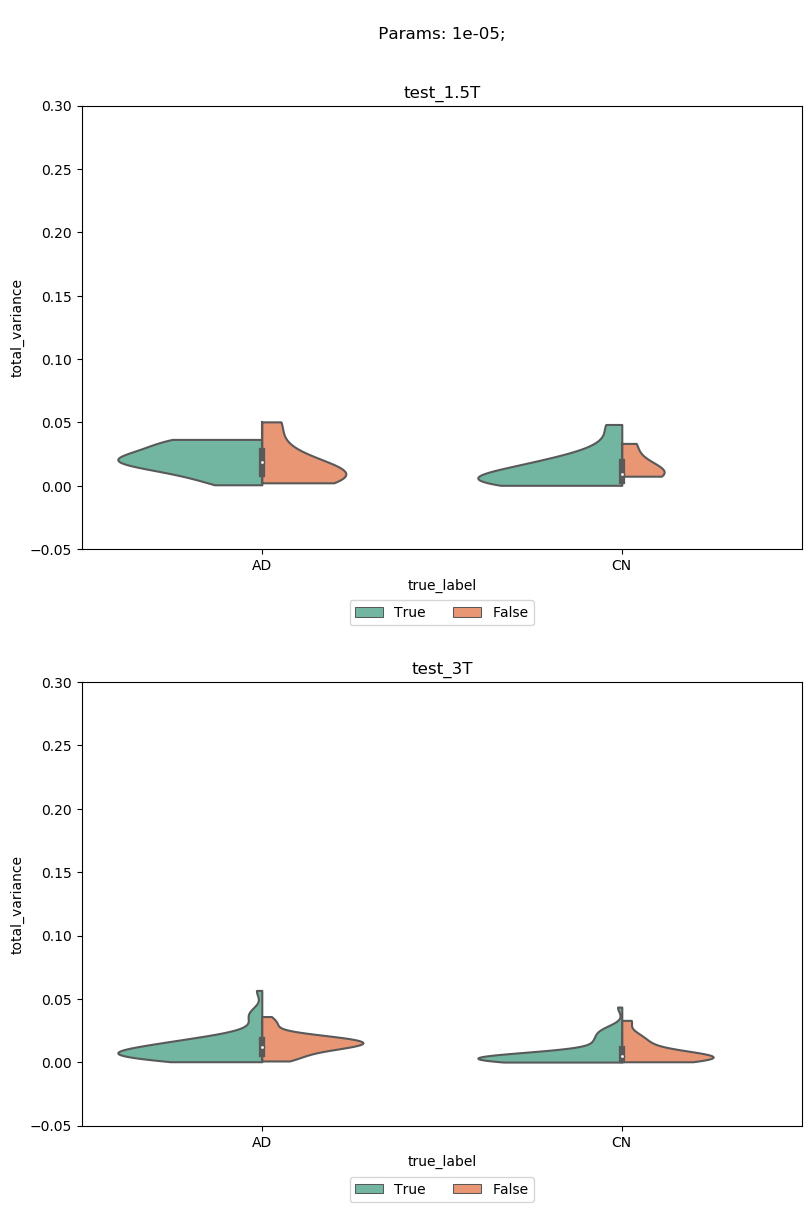 Params: 1e-05;
test_1.5T
0.30
0.25
0.20
0.15
0.10
0.05
0.00
−0.05
total_variance
AD CN
true_label
True False
test_3T
0.30
0.25
0.20
0.15
0.10
0.05
0.00
−0.05
total_variance
AD CN
true_label
True False